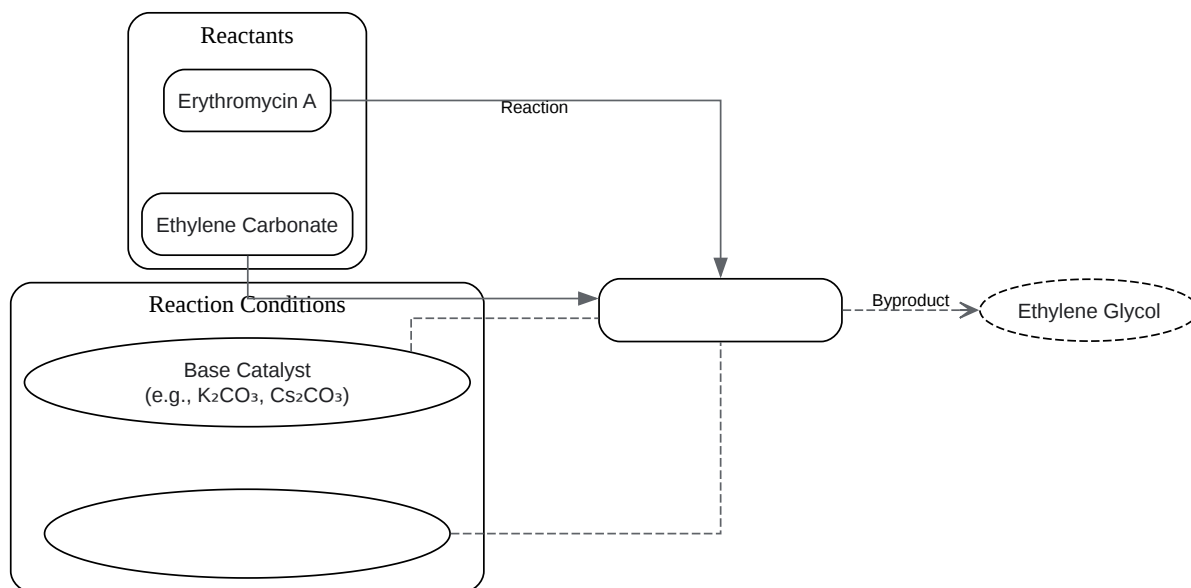 Reactants
Erythromycin A
Reaction
Ethylene Carbonate
Reaction Conditions
Byproduct
Ethylene Glycol
Base Catalyst
(e.g., K₂CO₃, Cs₂CO₃)